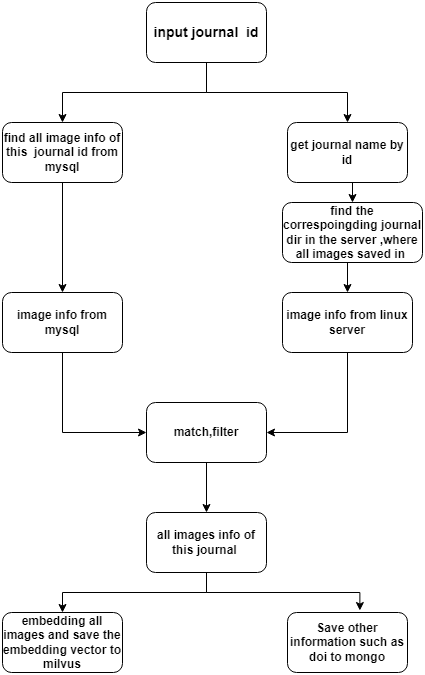 input journal id
find all image info of
this journal id from
mysql
get journal name by
id
find the
correspoingding journal
dir in the server ,where
all images saved in
image info from
mysql
image info from linux
server
match,filter
all images info of
this journal
embedding all
images and save the
embedding vector to
milvus
Save other
information such as
doi to mongo